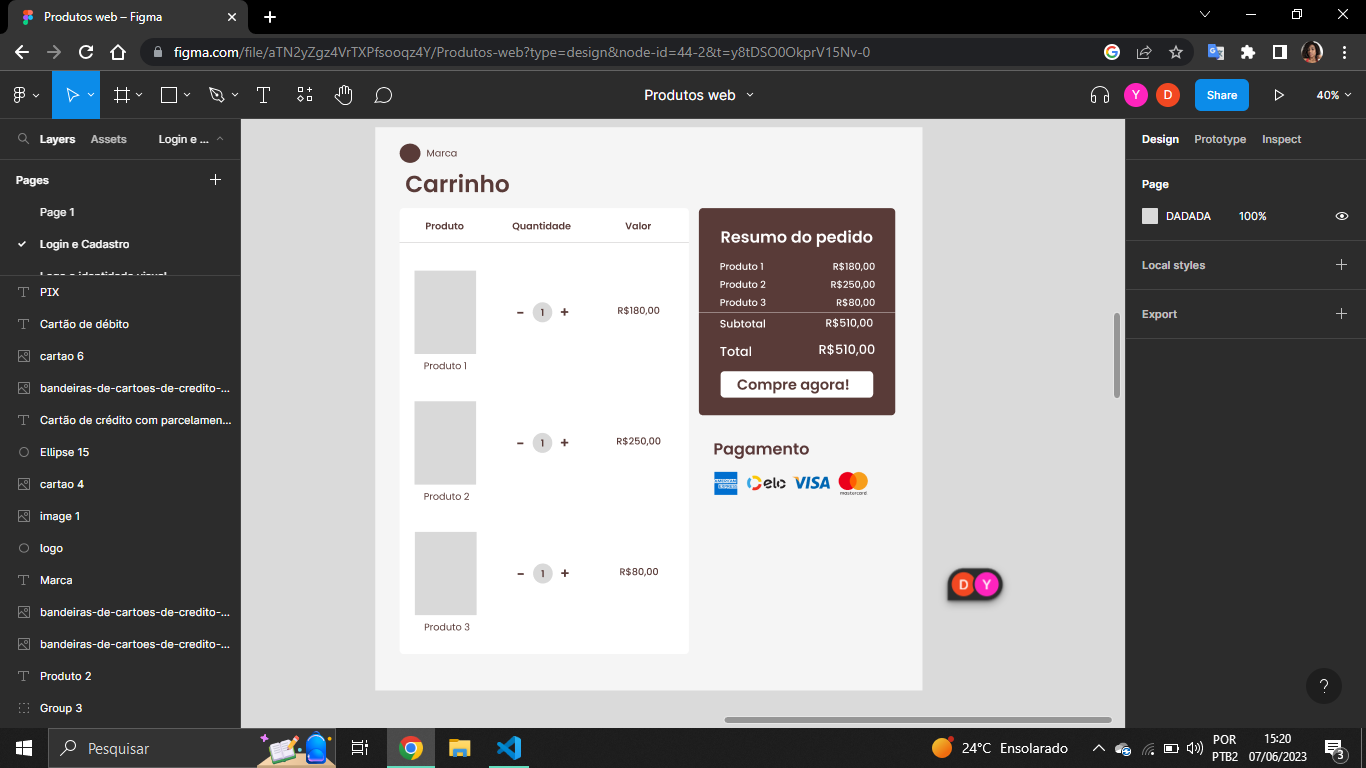 Produtos web – Figma
figma.com/file/aTN2yZgz4VrTXPfsooqz4Y/Produtos-web?type=design&node-id=44-2&t=y8tDSO0OkprV15Nv-0
Produtos web
Y
D
Share
40%
Layers
Assets
Login e ...
Pages
Page 1
Login e Cadastro
Logo e identidade visual
PIX
Cartão de débito
cartao 6
bandeiras-de-cartoes-de-credito-...
Cartão de crédito com parcelamen...
Ellipse 15
cartao 4
image 1
logo
Marca
bandeiras-de-cartoes-de-credito-...
bandeiras-de-cartoes-de-credito-...
Produto 2
Group 3
Marca
Carrinho
Produto Quantidade Valor
- 1 + R$180,00
Produto 1
- 1 + R$250,00
Produto 2
- 1 + R$80,00
Produto 3
Resumo do pedido
Produto 1 R$180,00
Produto 2 R$250,00
Produto 3 R$80,00
Subtotal R$510,00
Total R$510,00
Compre agora!
Pagamento
AMERICAN EXPRESS
elo
VISA
mastercard
D Y
Design
Prototype
Inspect
Page
DADADA 100%
Local styles
Export
?
Pesquisar
24°C Ensolarado
POR
PTB2
15:20
07/06/2023
3